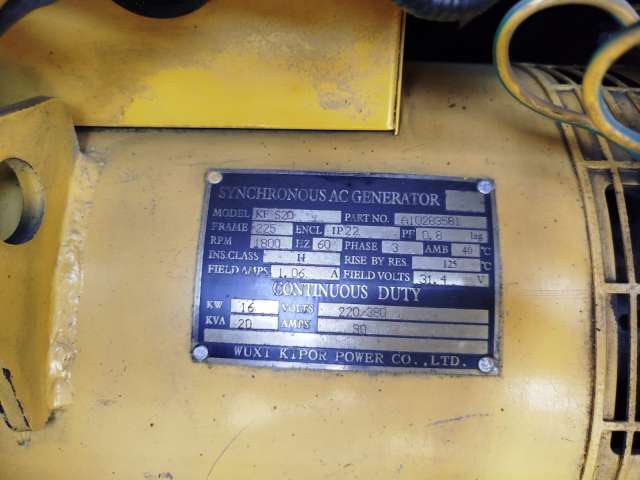 SYNCHRONOUS AC GENERATOR
MODEL KF S20 PART NO. A10283581
FRAME 225 ENCL IP22 PF 0.8 lag
RPM 1800 HZ 60 PHASE 3 AMB 40 ℃
INS.CLASS H RISE BY RES. 125 ℃
FIELD AMPS 1.06 A FIELD VOLTS 31.4 V
CONTINUOUS DUTY
KW 16 VOLTS 220/380
KVA 20 AMPS 30
WUXI KIPOR POWER CO.,LTD.